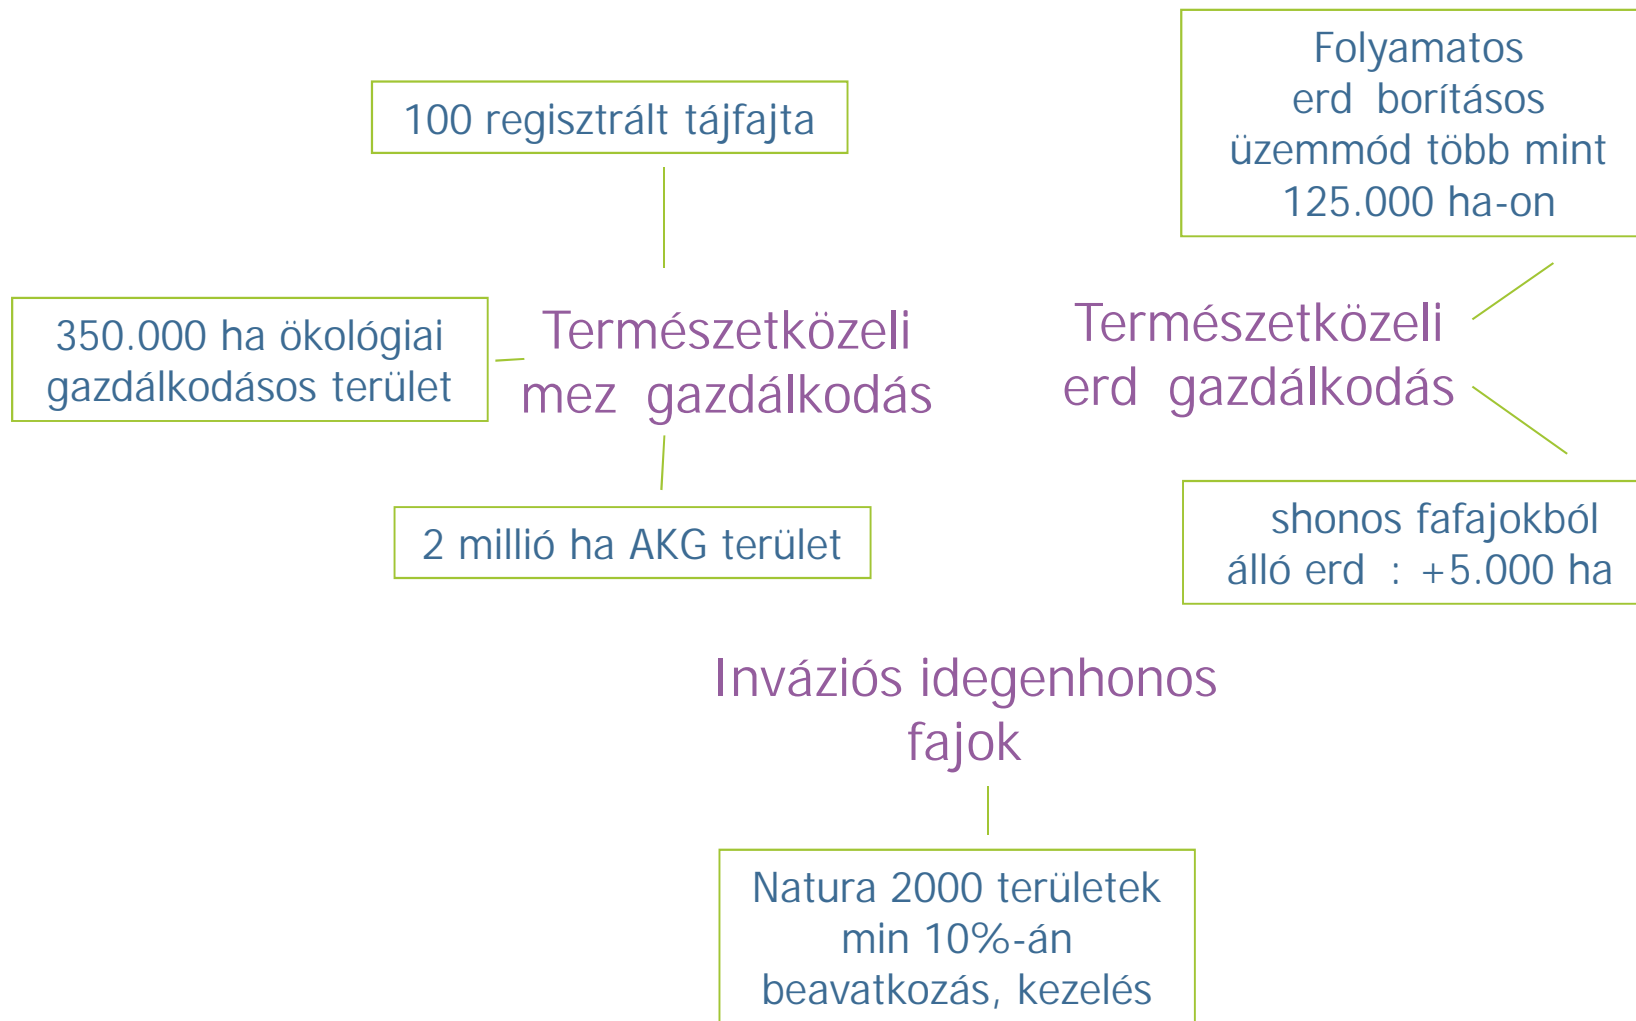 100 regisztrált tájfajta
350.000 ha ökológiai
gazdálkodásos terület
Természetközeli
mez gazdálkodás
2 millió ha AKG terület
Folyamatos
erd borításos
üzemmód több mint
125.000 ha-on
Természetközeli
erd gazdálkodás
shonos fafajokból
álló erd : +5.000 ha
Inváziós idegenhonos
fajok
Natura 2000 területek
min 10%-án
beavatkozás, kezelés